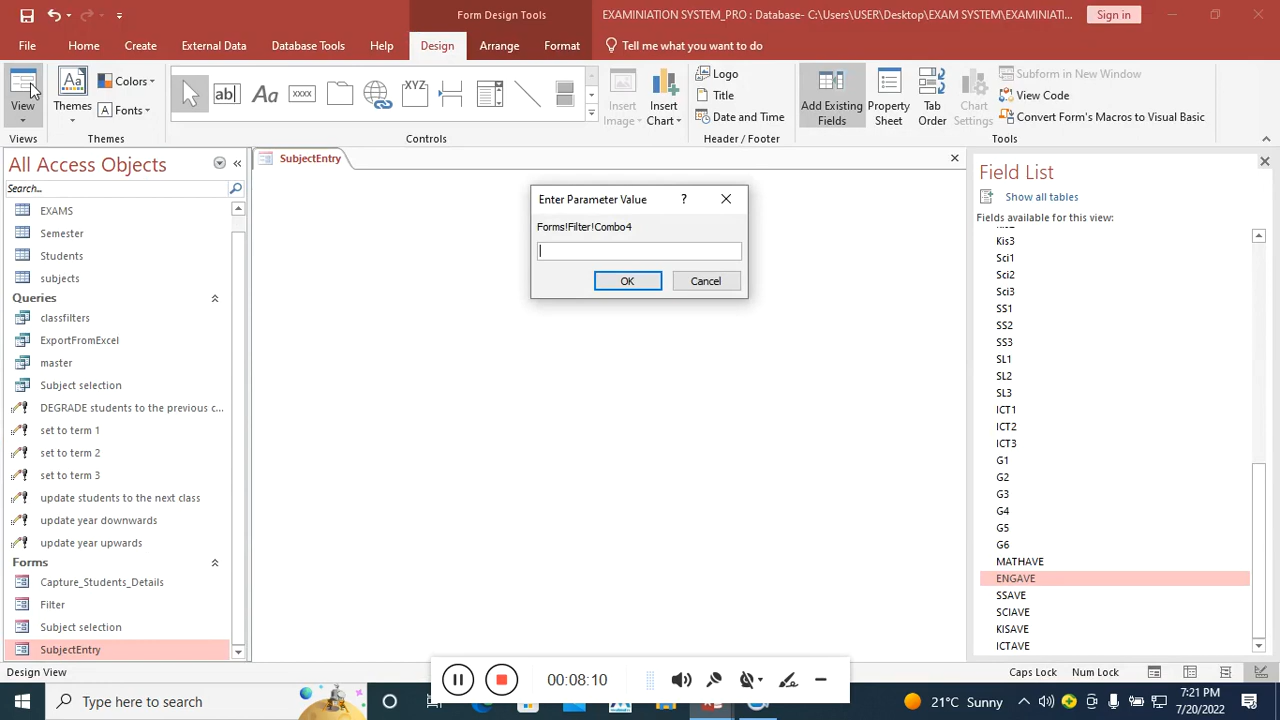 Form Design Tools
EXAMINIATION SYSTEM_PRO : Database- C:\Users\USER\Desktop\EXAM SYSTEM\EXAMINIATI...
Sign in
File
Home
Create
External Data
Database Tools
Help
Design
Arrange
Format
Tell me what you want to do
View
Views
Themes
Aa
Colors
Fonts
Themes
ab|
Aa
xxxx
XYZ
Controls
Insert
Image
Insert
Chart
Logo
Title
Date and Time
Header / Footer
Add Existing
Fields
Property
Sheet
Tab
Order
Chart
Settings
Subform in New Window
View Code
Convert Form's Macros to Visual Basic
Tools
All Access Objects
Search...
EXAMS
Semester
Students
subjects
Queries
classfilters
ExportFromExcel
master
Subject selection
DEGRADE students to the previous c...
set to term 1
set to term 2
set to term 3
update students to the next class
update year downwards
update year upwards
Forms
Capture_Students_Details
Filter
Subject selection
SubjectEntry
SubjectEntry
Enter Parameter Value
?
Forms!Filter!Combo4
OK
Cancel
Field List
Show all tables
Fields available for this view:
Kis3
Sci1
Sci2
Sci3
SS1
SS2
SS3
SL1
SL2
SL3
ICT1
ICT2
ICT3
G1
G2
G3
G4
G5
G6
MATHAVE
ENGAVE
SSAVE
SCIAVE
KISAVE
ICTAVE
Design View
Caps Lock
Num Lock
00:08:10
Type here to search
21°C Sunny
7:21 PM
7/20/2022